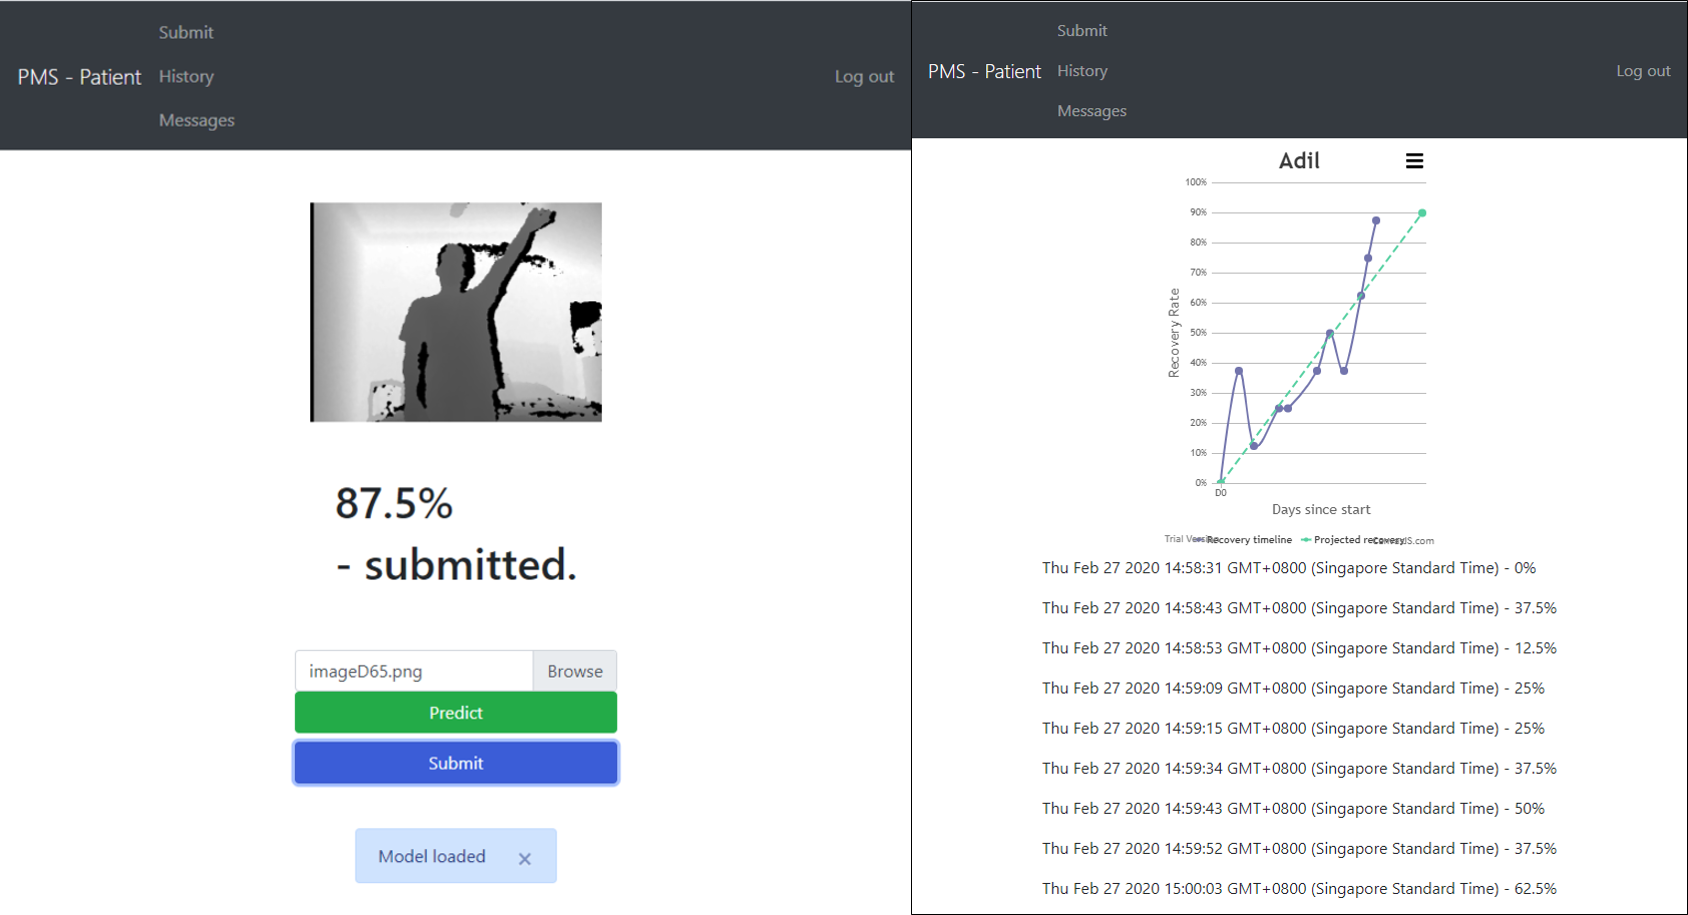 Submit
PMS - Patient
History
Messages
Log out
87.5%
- submitted.
imageD65.png
Browse
Predict
Submit
Model loaded
×
Submit
PMS - Patient
History
Messages
Log out
Adil
100%
90%
80%
70%
60%
50%
40%
30%
20%
10%
0%
Recovery Rate
D0
Days since start
Trial
Recovery timeline
Projected recovery
Thu Feb 27 2020 14:58:31 GMT+0800 (Singapore Standard Time) - 0%
Thu Feb 27 2020 14:58:43 GMT+0800 (Singapore Standard Time) - 37.5%
Thu Feb 27 2020 14:58:53 GMT+0800 (Singapore Standard Time) - 12.5%
Thu Feb 27 2020 14:59:09 GMT+0800 (Singapore Standard Time) - 25%
Thu Feb 27 2020 14:59:15 GMT+0800 (Singapore Standard Time) - 25%
Thu Feb 27 2020 14:59:34 GMT+0800 (Singapore Standard Time) - 37.5%
Thu Feb 27 2020 14:59:43 GMT+0800 (Singapore Standard Time) - 50%
Thu Feb 27 2020 14:59:52 GMT+0800 (Singapore Standard Time) - 37.5%
Thu Feb 27 2020 15:00:03 GMT+0800 (Singapore Standard Time) - 62.5%